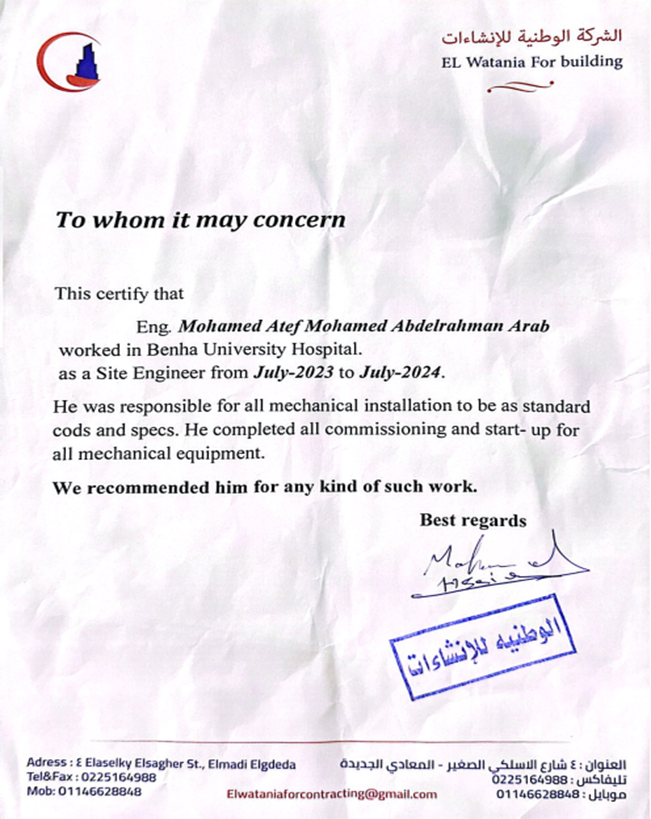 الشركة الوطنية للإنشاءات
EL Watania For building
To whom it may concern
This certify that
Eng. Mohamed Atef Mohamed Abdelrahman Arab
worked in Benha University Hospital.
as a Site Engineer from July-2023 to July-2024.
He was responsible for all mechanical installation to be as standard
cods and specs. He completed all commissioning and start- up for
all mechanical equipment.
We recommended him for any kind of such work.
Best regards
الوطنيه للإنشاءات
Adress : ٤ Elaselky Elsagher St., Elmadi Elgdeda
Tel&Fax : 0225164988
Mob: 01146628848
Elwataniaforcontracting@gmail.com
العنوان : ٤ شارع الاسلكي الصغير - المعادي الجديدة
تليفاكس : 0225164988
موبايل : 01146628848